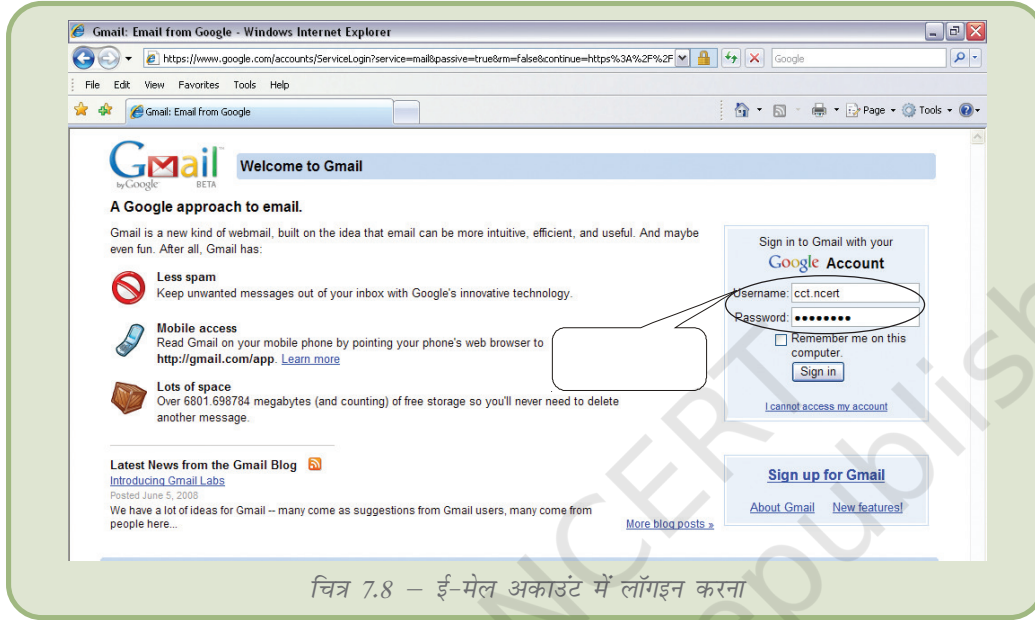 Gmail: Email from Google - Windows Internet Explorer
https://www.google.com/accounts/ServiceLogin?service=mail&passive=true&rm=false&continue=https%3A%2F%2F
Google
File Edit View Favorites Tools Help
Gmail: Email from Google
Page Tools
Gmail™
by Google BETA
Welcome to Gmail
A Google approach to email.
Gmail is a new kind of webmail, built on the idea that email can be more intuitive, efficient, and useful. And maybe
even fun. After all, Gmail has:
Less spam
Keep unwanted messages out of your inbox with Google's innovative technology.
Mobile access
Read Gmail on your mobile phone by pointing your phone's web browser to
http://gmail.com/app. Learn more
Lots of space
Over 6801.698784 megabytes (and counting) of free storage so you'll never need to delete
another message.
Latest News from the Gmail Blog
Introducing Gmail Labs
Posted June 5, 2008
We have a lot of ideas for Gmail -- many come as suggestions from Gmail users, many come from
people here...
More blog posts »
Sign in to Gmail with your
Google Account
Username: cct.ncert
Password: ●●●●●●●●
Remember me on this
computer.
Sign in
I cannot access my account
Sign up for Gmail
About Gmail New features!
चित्र 7.8 – ई-मेल अकाउंट में लॉगइन करना
NCERT
republish